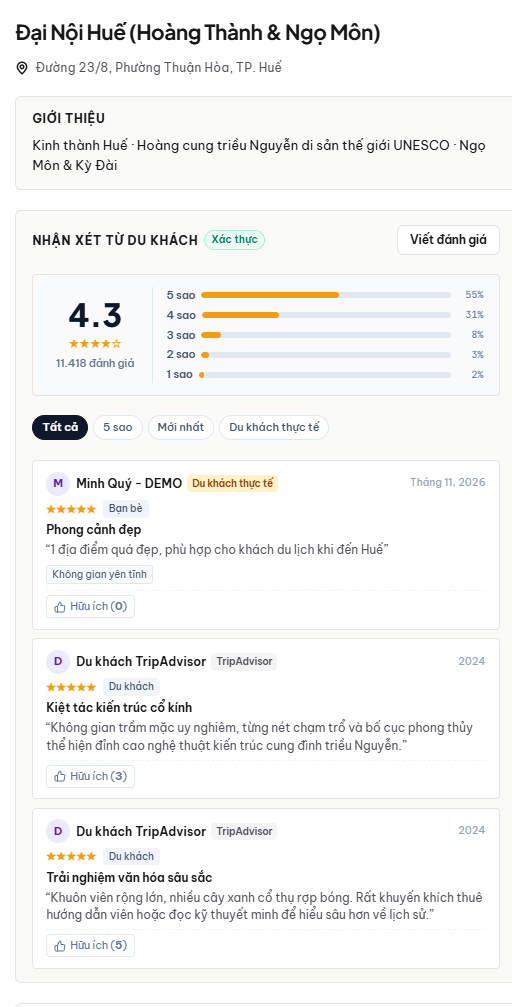 Đại Nội Huế (Hoàng Thành & Ngọ Môn)
Đường 23/8, Phường Thuận Hòa, TP. Huế
GIỚI THIỆU
Kinh thành Huế · Hoàng cung triều Nguyễn di sản thế giới UNESCO · Ngọ
Môn & Kỳ Đài
NHẬN XÉT TỪ DU KHÁCH Xác thực Viết đánh giá
4.3
★★★★☆
11.418 đánh giá
5 sao 55%
4 sao 31%
3 sao 8%
2 sao 3%
1 sao 2%
Tất cả 5 sao Mới nhất Du khách thực tế
M Minh Quý - DEMO Du khách thực tế Tháng 11, 2026
★★★★★ Bạn bè
Phong cảnh đẹp
“1 địa điểm quá đẹp, phù hợp cho khách du lịch khi đến Huế”
Không gian yên tĩnh
Hữu ích (0)
D Du khách TripAdvisor TripAdvisor 2024
★★★★★ Du khách
Kiệt tác kiến trúc cổ kính
“Không gian trầm mặc uy nghiêm, từng nét chạm trổ và bố cục phong thủy
thể hiện đỉnh cao nghệ thuật kiến trúc cung đình triều Nguyễn.”
Hữu ích (3)
D Du khách TripAdvisor TripAdvisor 2024
★★★★★ Du khách
Trải nghiệm văn hóa sâu sắc
“Khuôn viên rộng lớn, nhiều cây xanh cổ thụ rợp bóng. Rất khuyến khích thuê
hướng dẫn viên hoặc đọc kỹ thuyết minh để hiểu sâu hơn về lịch sử.”
Hữu ích (5)